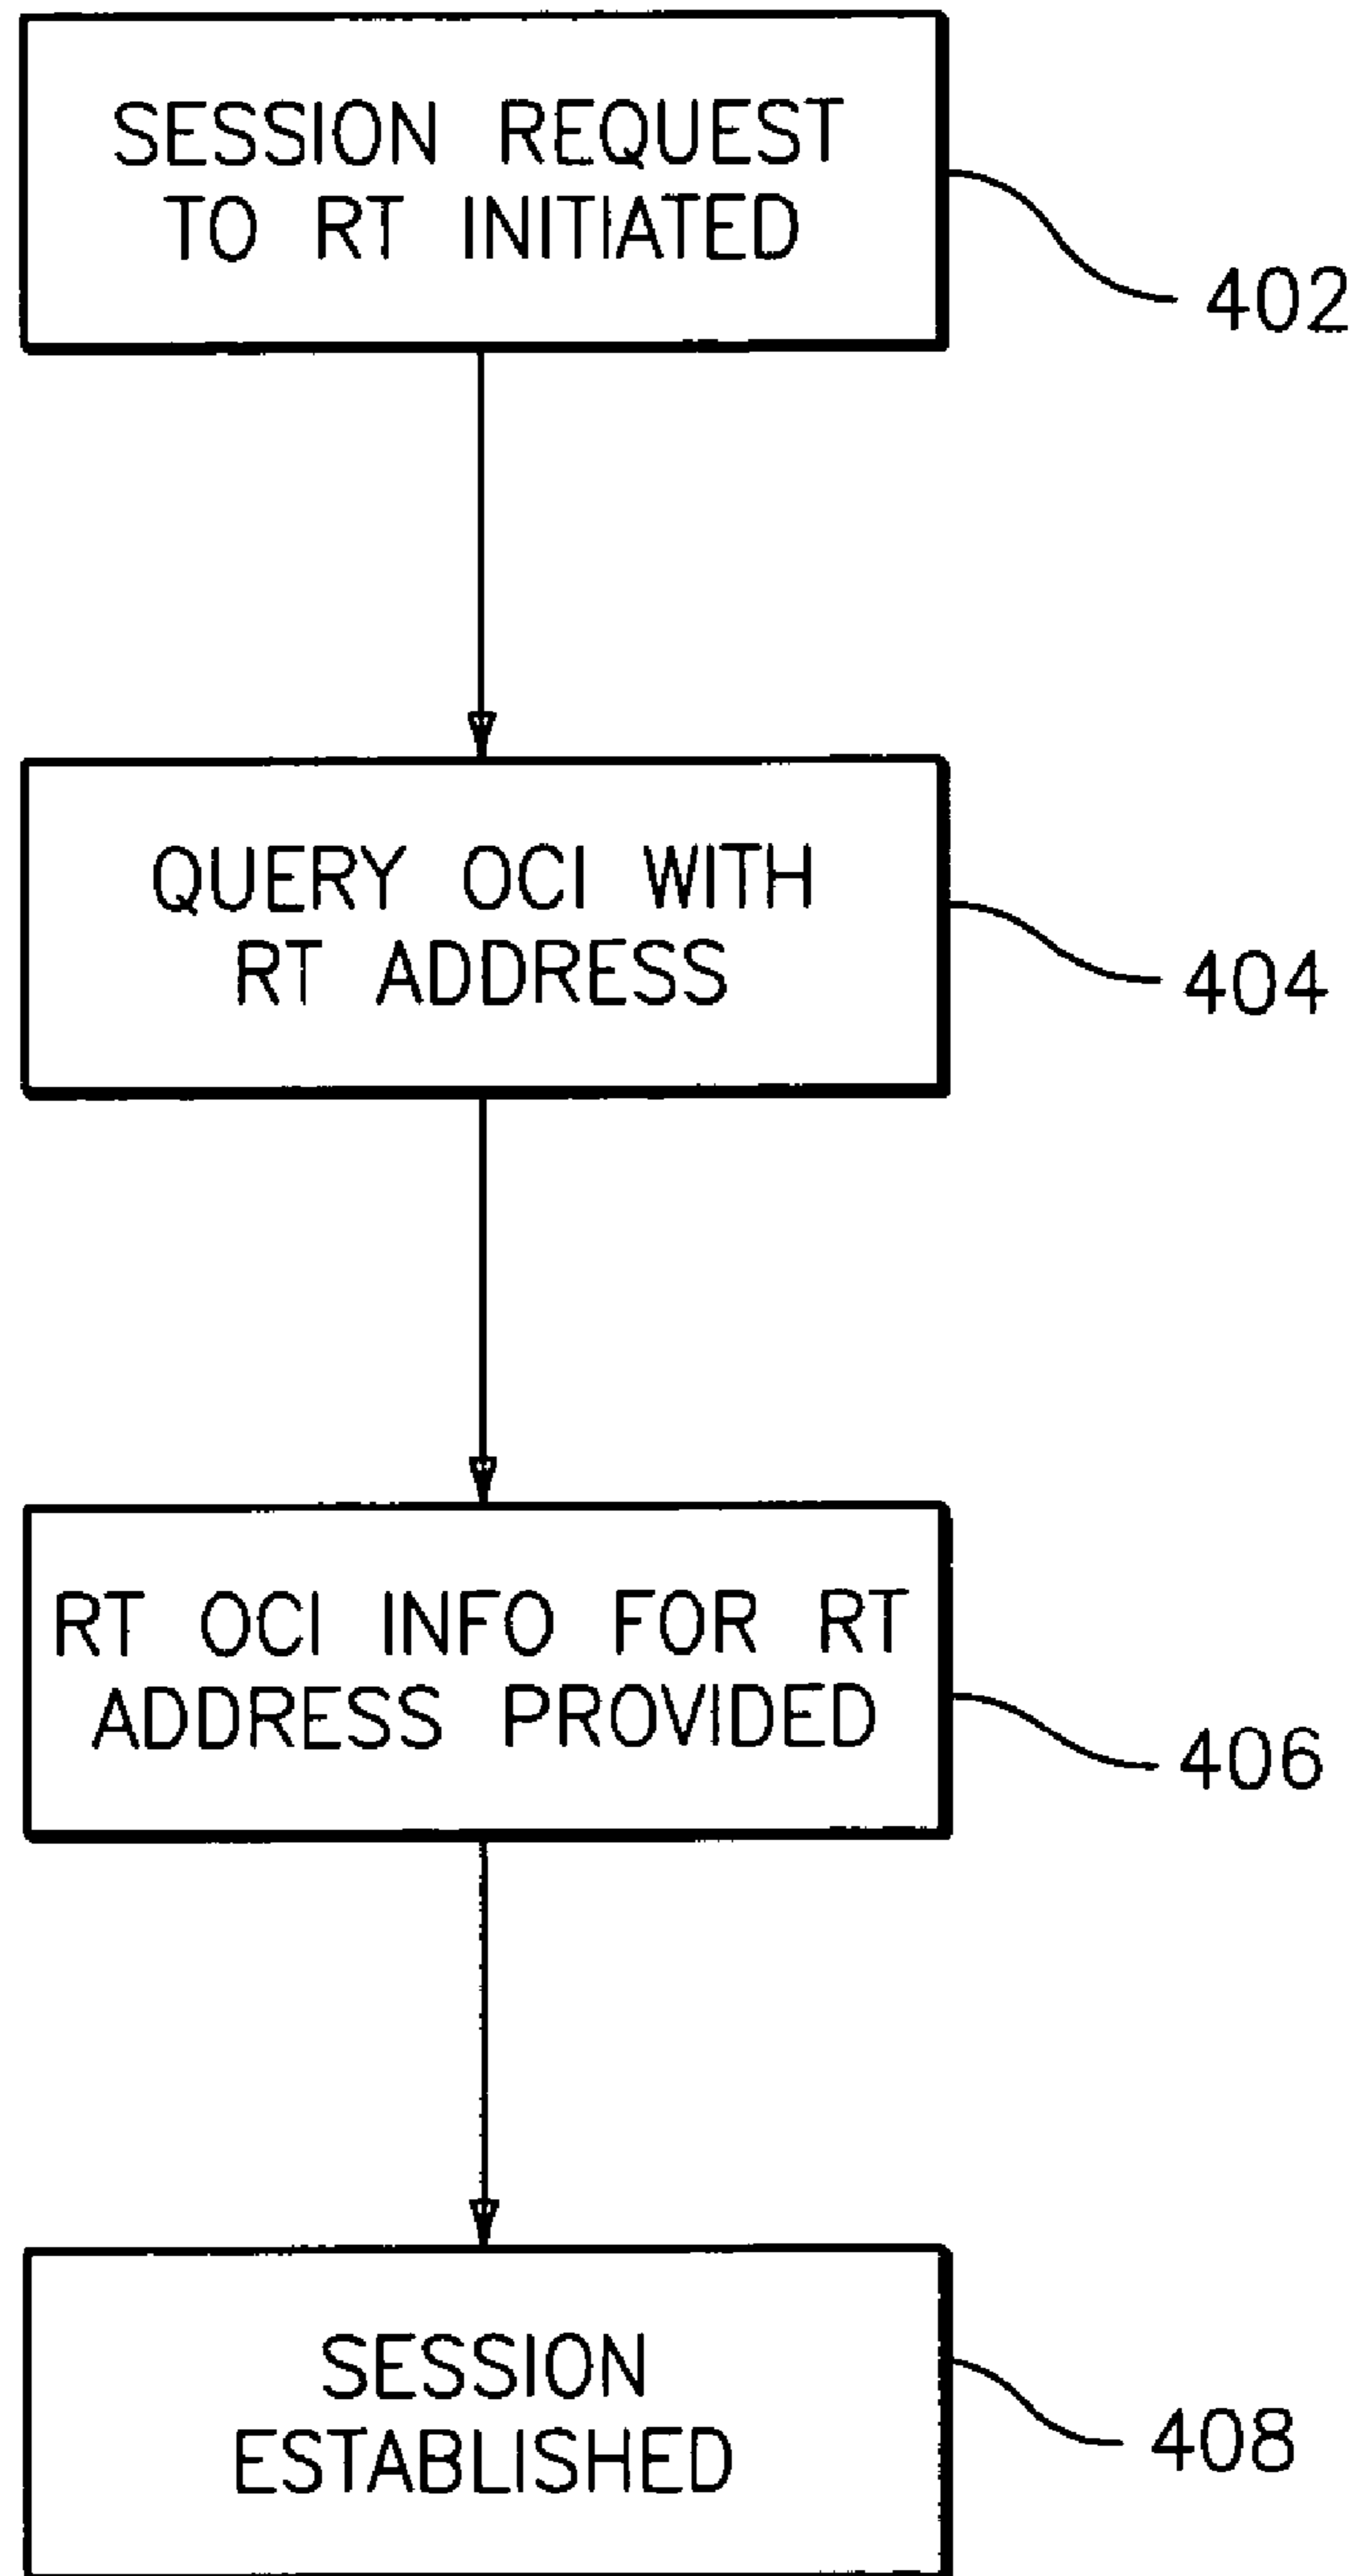 SESSION REQUEST
TO RT INITIATED
402
QUERY OCI WITH
RT ADDRESS
404
RT OCI INFO FOR RT
ADDRESS PROVIDED
406
SESSION
ESTABLISHED
408